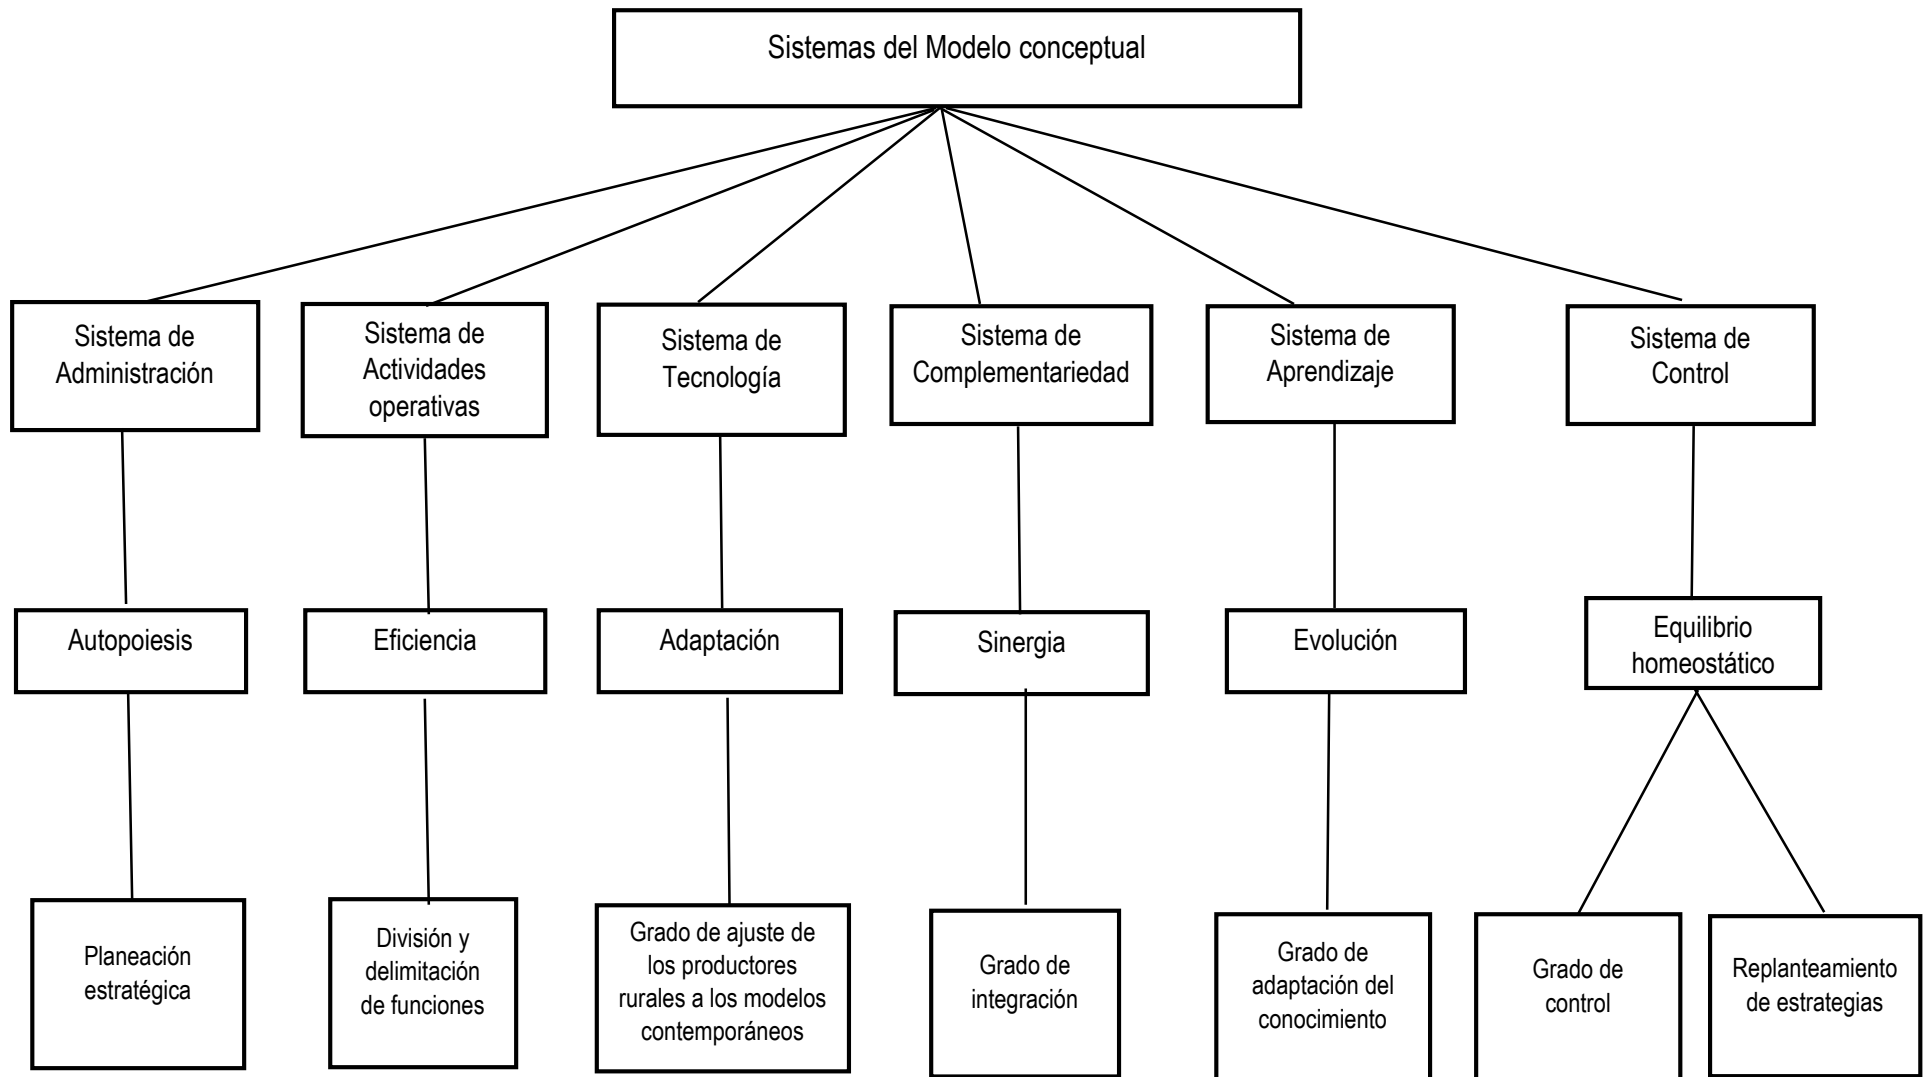 Sistemas del Modelo conceptual
Sistema de
Administración
Sistema de
Actividades
operativas
Sistema de
Tecnología
Sistema de
Complementariedad
Sistema de
Aprendizaje
Sistema de
Control
Autopoiesis
Eficiencia
Adaptación
Sinergia
Evolución
Equilibrio
homeostático
Planeación
estratégica
División y
delimitación
de funciones
Grado de ajuste de
los productores
rurales a los modelos
contemporáneos
Grado de
integración
Grado de
adaptación del
conocimiento
Grado de
control
Replanteamiento
de estrategias